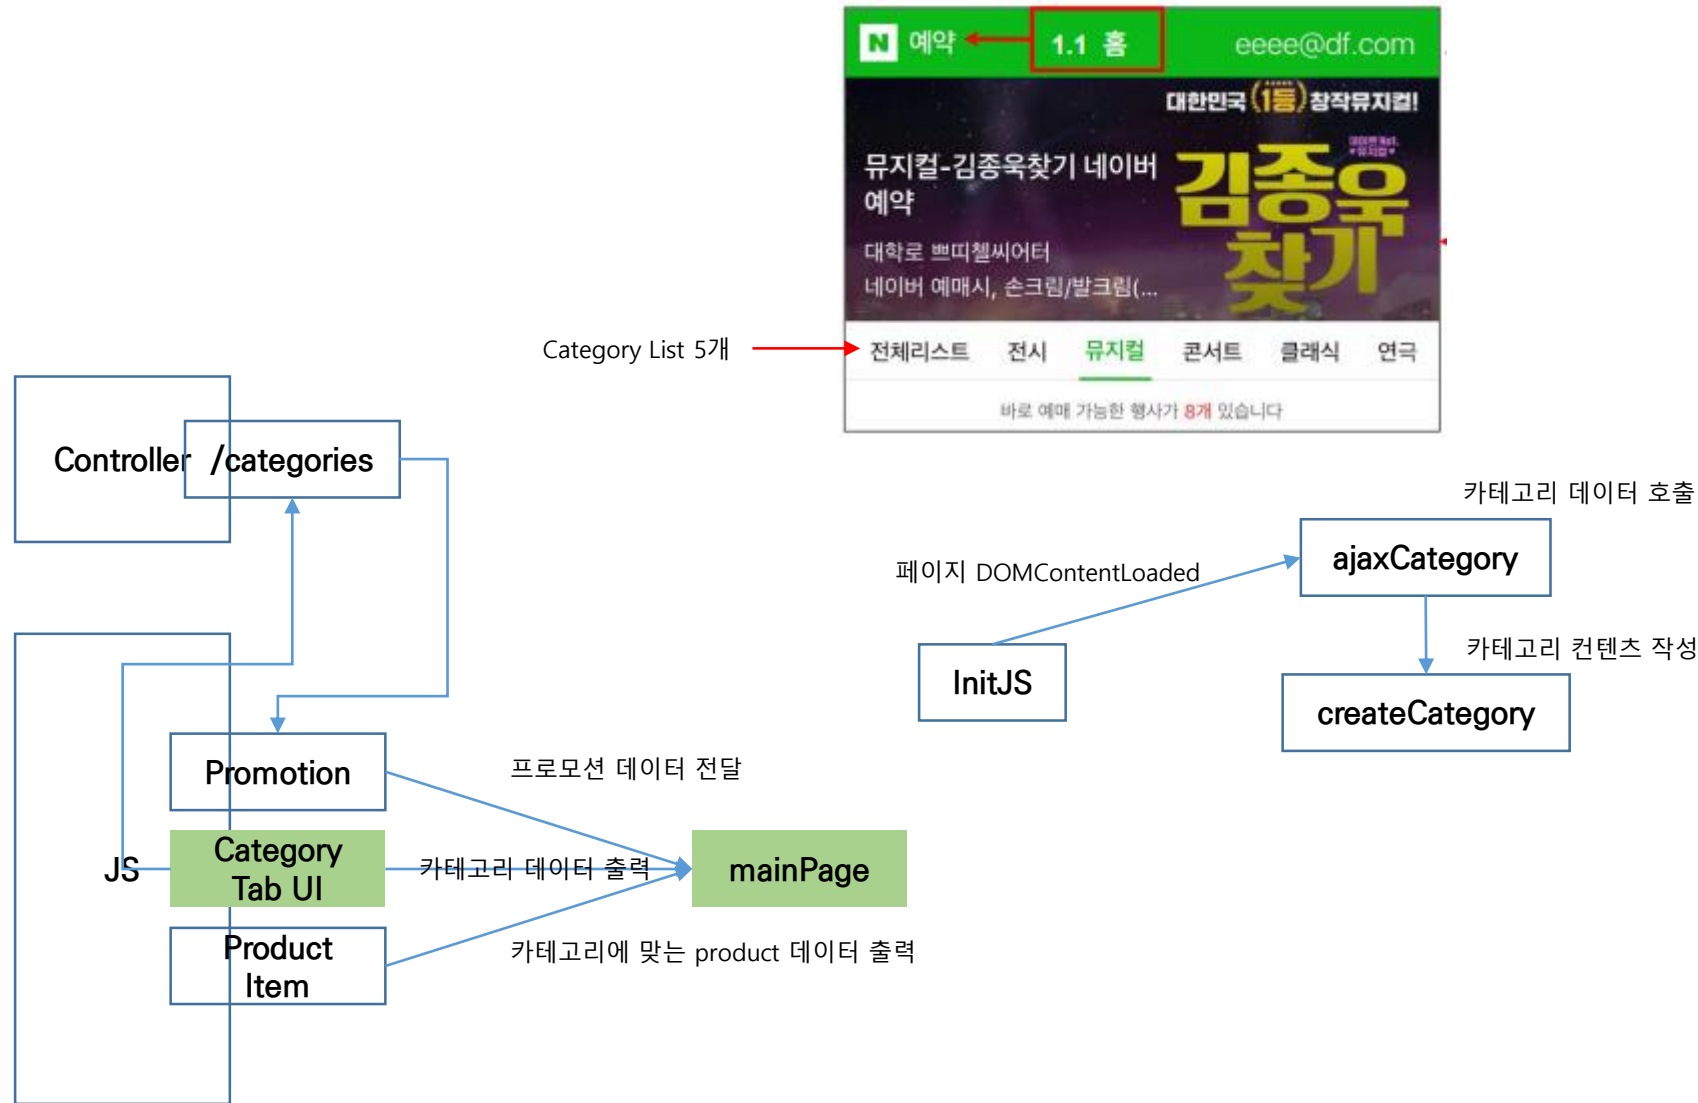 N 예약
1.1 홈
eeee@df.com
대한민국 1등 창작뮤지컬!
뮤지컬-김종욱찾기 네이버
예약
김종욱
찾기
대학로 쁘띠첼씨어터
네이버 예매시, 손크림/발크림(...
Category List 5개
전체리스트 전시 뮤지컬 콘서트 클래식 연극
바로 예매 가능한 행사가 8개 있습니다
Controller
/categories
카테고리 데이터 호출
ajaxCategory
페이지 DOMContentLoaded
InitJS
카테고리 컨텐츠 작성
createCategory
Promotion
프로모션 데이터 전달
JS
Category
Tab UI
카테고리 데이터 출력
mainPage
Product
Item
카테고리에 맞는 product 데이터 출력